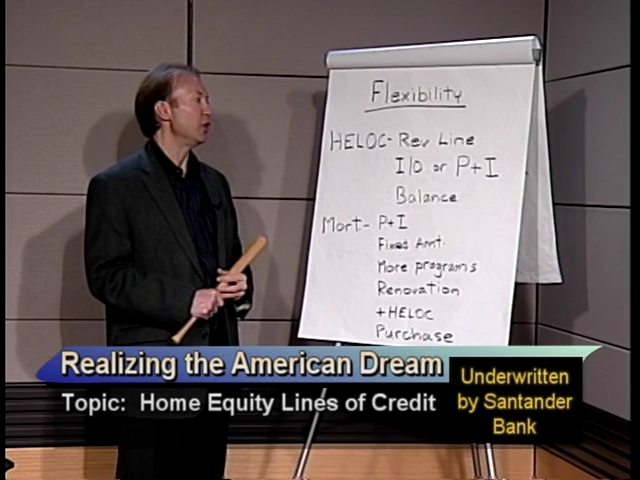 Flexibility
HELOC- Rev Line
I/O or P+I
Balance
Mort- P+I
Fixed Amt.
More programs
Renovation
+HELOC
Purchase
Realizing the American Dream
Topic: Home Equity Lines of Credit
Underwritten
by Santander
Bank